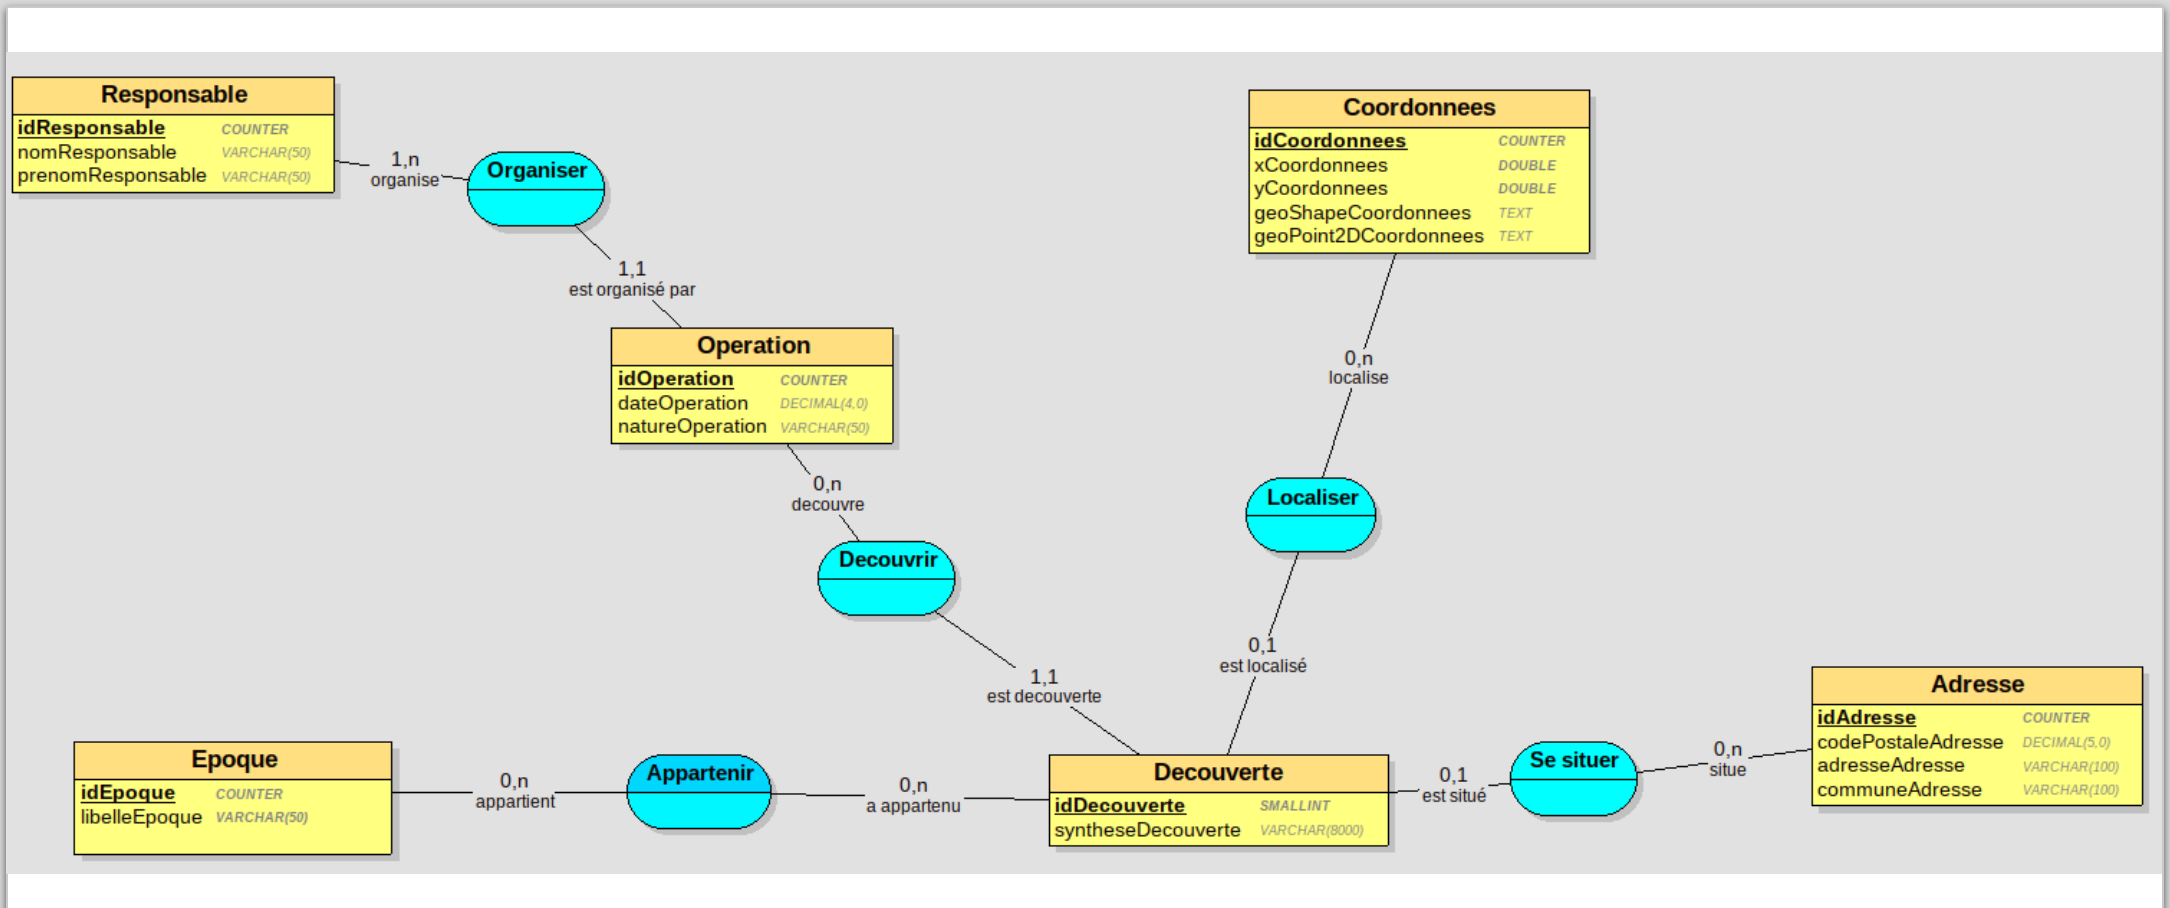 Responsable
idResponsable COUNTER
nomResponsable VARCHAR(50)
prenomResponsable VARCHAR(50)
1,n
organise
Organiser
1,1
est organisé par
Operation
idOperation COUNTER
dateOperation DECIMAL(4,0)
natureOperation VARCHAR(50)
0,n
decouvre
Decouvrir
1,1
est decouverte
Coordonnees
idCoordonnees COUNTER
xCoordonnees DOUBLE
yCoordonnees DOUBLE
geoShapeCoordonnees TEXT
geoPoint2DCoordonnees TEXT
0,n
localise
Localiser
0,1
est localisé
Epoque
idEpoque COUNTER
libelleEpoque VARCHAR(50)
0,n
appartient
Appartenir
0,n
a appartenu
Decouverte
idDecouverte SMALLINT
syntheseDecouverte VARCHAR(8000)
0,1
est situé
Se situer
0,n
situe
Adresse
idAdresse COUNTER
codePostaleAdresse DECIMAL(5,0)
adresseAdresse VARCHAR(100)
communeAdresse VARCHAR(100)